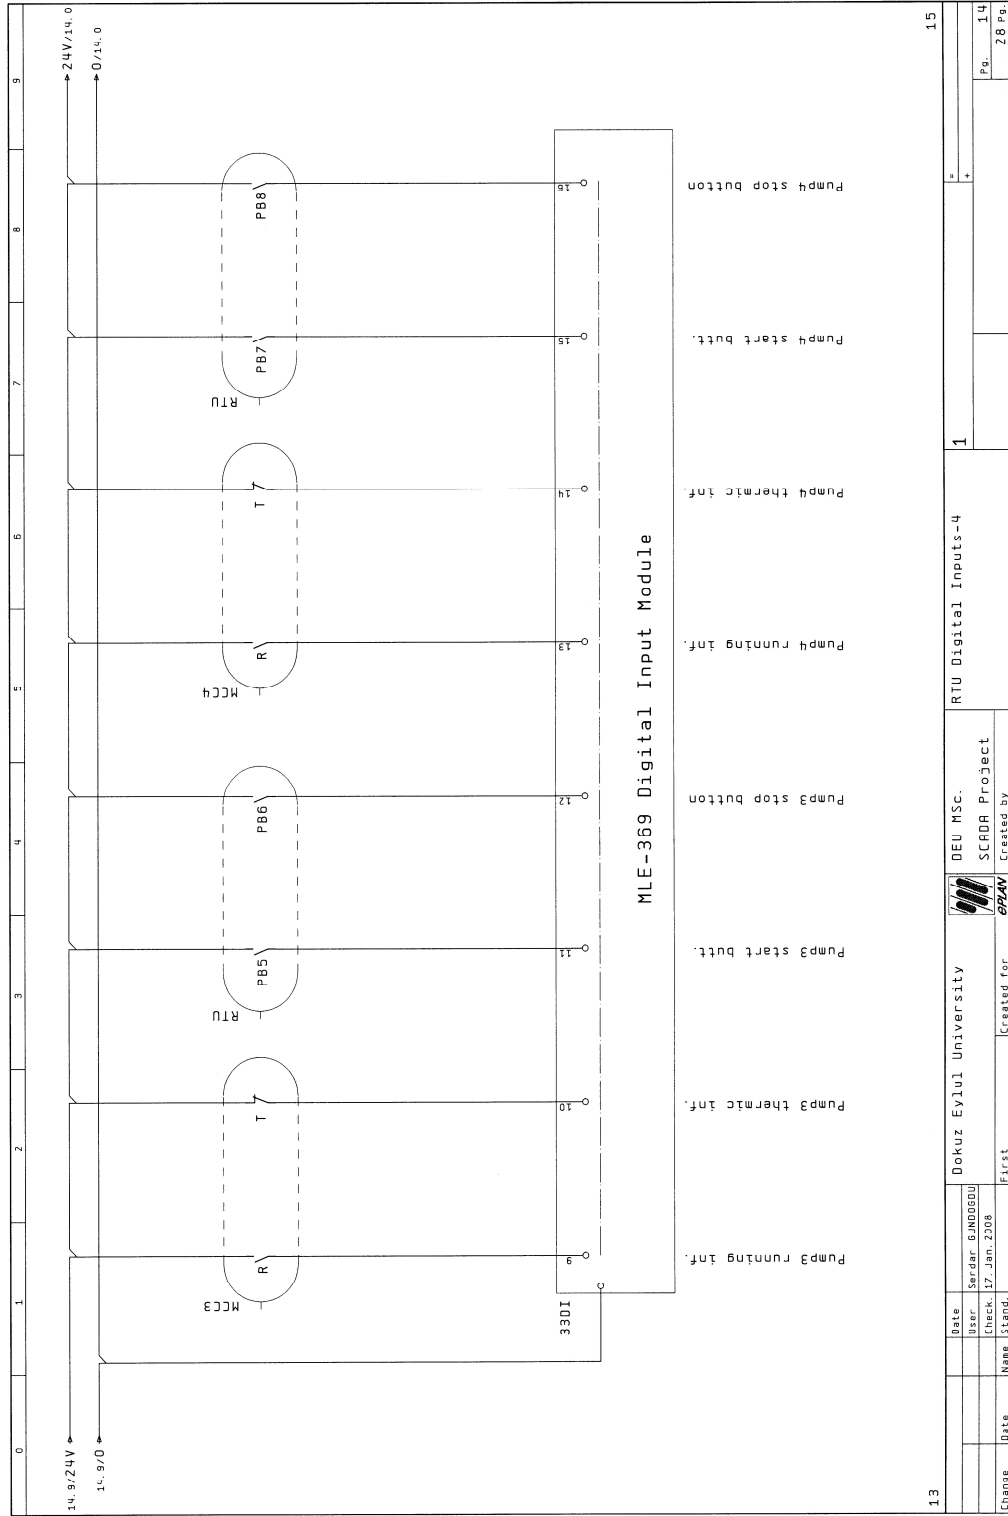 0 1 2 3 4 5 6 7 8 9
14.9/24V
24V/14.0
14.9/0
0/14.0
MCC3
RTU
MCC4
RTU
R
T
PB5
PB6
R
T
PB7
PB8
33DI
9 10 11 12 13 14 15 16
C
MLE-369 Digital Input Module
Pump3 running inf.
Pump3 thermic inf.
Pump3 start butt.
Pump3 stop button
Pump4 running inf.
Pump4 thermic inf.
Pump4 start butt.
Pump4 stop button
13
15
Date
User Serdar GJNDOGDU
Check. 17. Jan. 2008
Change Date Name Stand.
Dokuz Eylul University
First
Created for
ePLAN
DEU MSc.
SCADA Project
Created by
RTU Digital Inputs-4
1
=
+
Pg. 14
28 Pg.